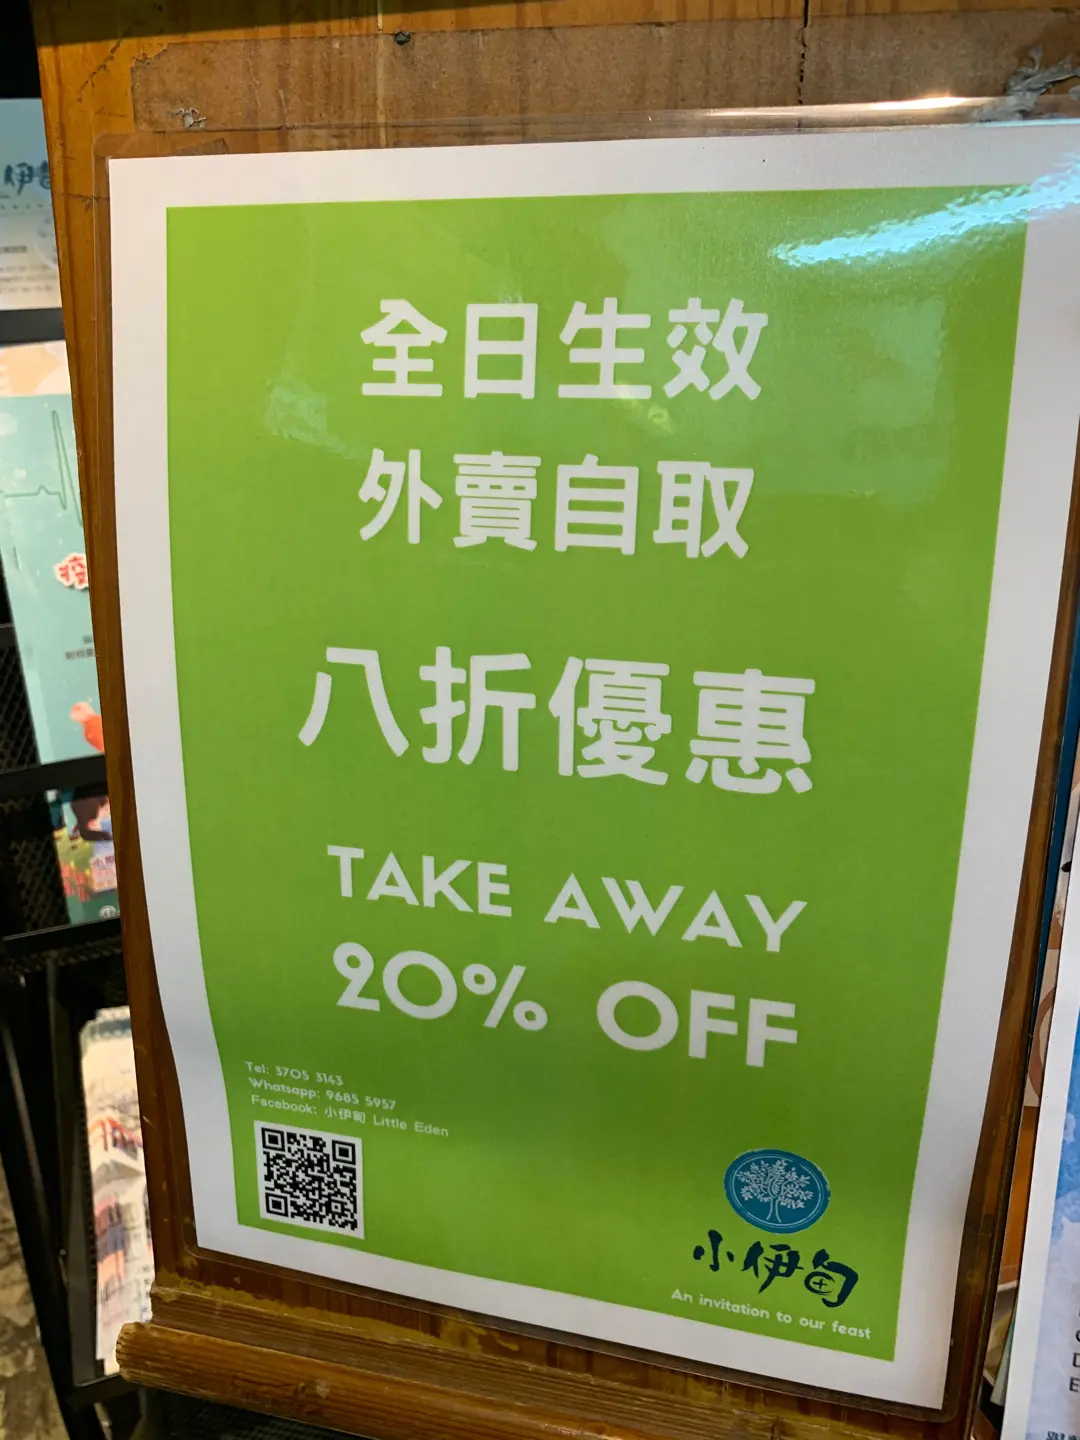 全日生效
外賣自取
八折優惠
TAKE AWAY
20% OFF
Tel: 3705 3143
Whatsapp: 9685 5957
Facebook: 小伊甸 Little Eden
小伊甸
An invitation to our feast